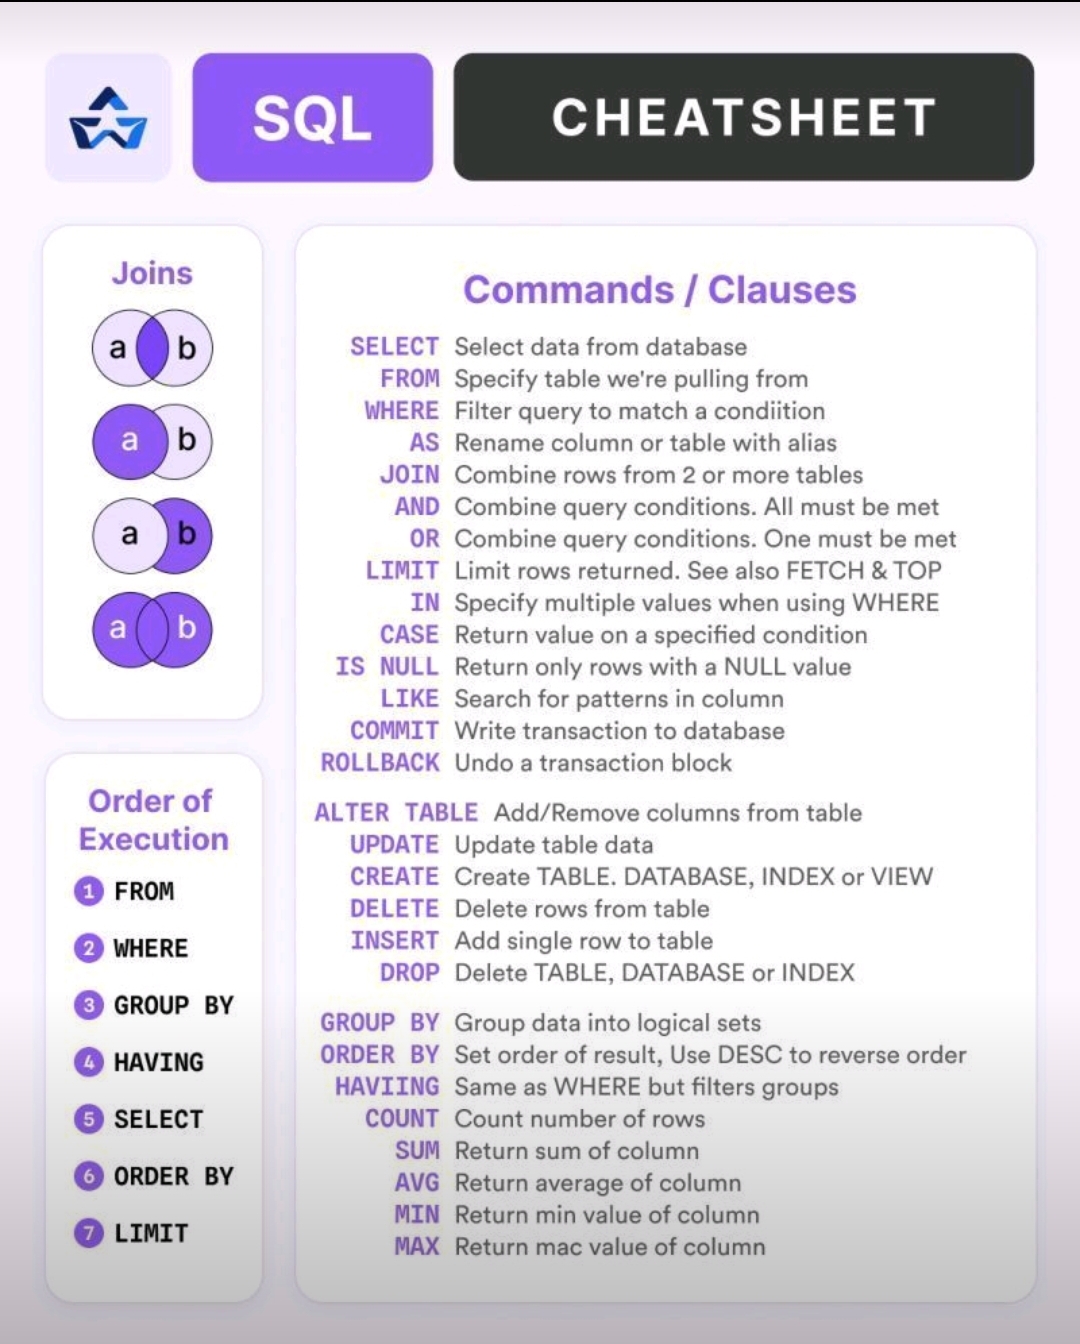 SQL
CHEATSHEET
Joins
a b
a b
a b
a b
Order of
Execution
1 FROM
2 WHERE
3 GROUP BY
4 HAVING
5 SELECT
6 ORDER BY
7 LIMIT
Commands / Clauses
SELECT Select data from database
FROM Specify table we're pulling from
WHERE Filter query to match a condiition
AS Rename column or table with alias
JOIN Combine rows from 2 or more tables
AND Combine query conditions. All must be met
OR Combine query conditions. One must be met
LIMIT Limit rows returned. See also FETCH & TOP
IN Specify multiple values when using WHERE
CASE Return value on a specified condition
IS NULL Return only rows with a NULL value
LIKE Search for patterns in column
COMMIT Write transaction to database
ROLLBACK Undo a transaction block
ALTER TABLE Add/Remove columns from table
UPDATE Update table data
CREATE Create TABLE. DATABASE, INDEX or VIEW
DELETE Delete rows from table
INSERT Add single row to table
DROP Delete TABLE, DATABASE or INDEX
GROUP BY Group data into logical sets
ORDER BY Set order of result, Use DESC to reverse order
HAVIING Same as WHERE but filters groups
COUNT Count number of rows
SUM Return sum of column
AVG Return average of column
MIN Return min value of column
MAX Return mac value of column